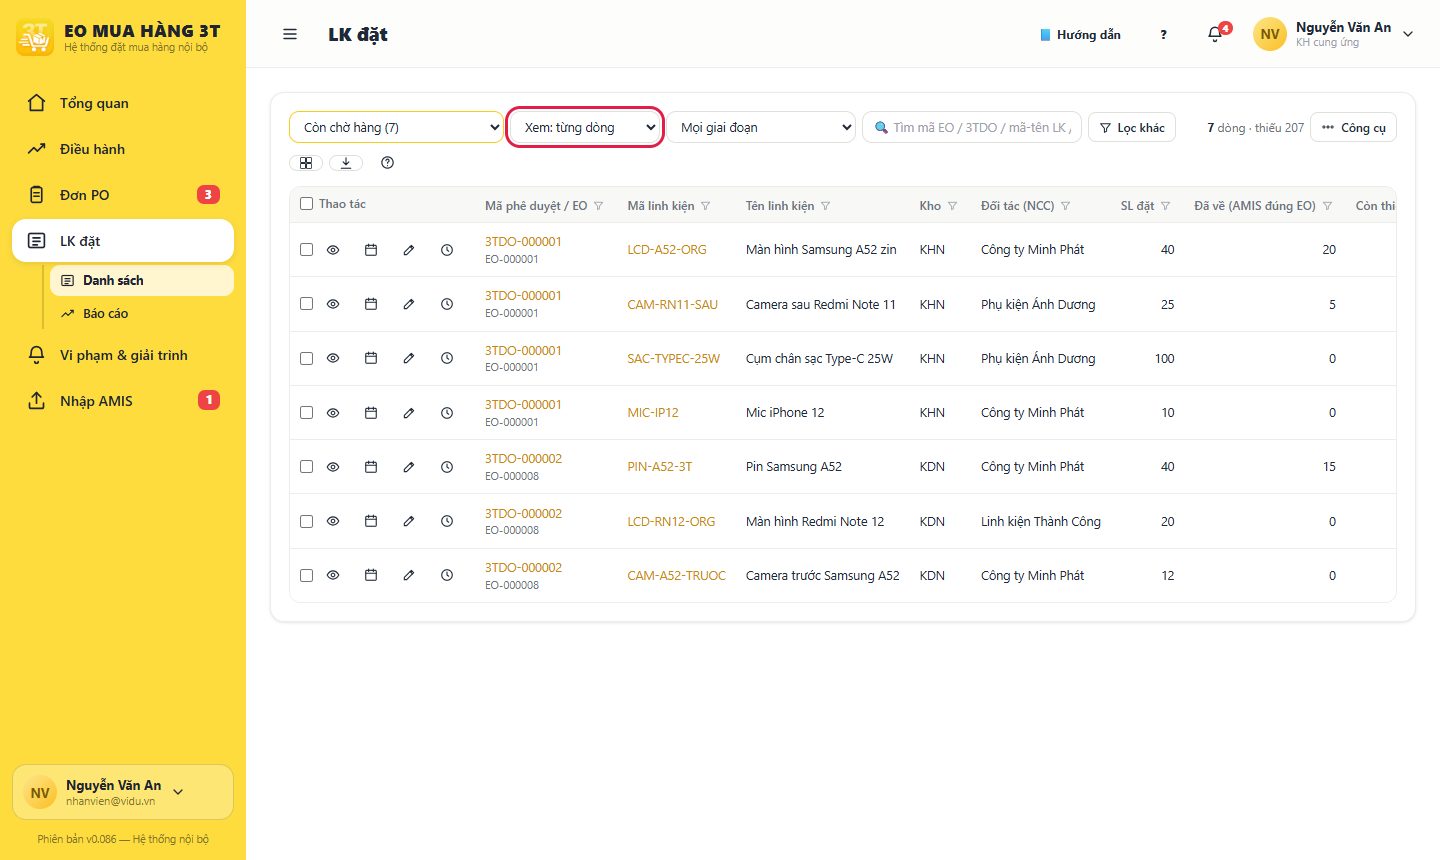 EO MUA HÀNG 3T
Hệ thống đặt mua hàng nội bộ
Tổng quan
Điều hành
Đơn PO 3
LK đặt
Danh sách
Báo cáo
Vi phạm & giải trình
Nhập AMIS 1
NV Nguyễn Văn An
nhanvien@vidu.vn
Phiên bản v0.086 — Hệ thống nội bộ
LK đặt
Hướng dẫn ? 4 NV Nguyễn Văn An
KH cung ứng
Còn chờ hàng (7) Xem: từng dòng Mọi giai đoạn Tìm mã EO / 3TDO / mã-tên LK / Lọc khác 7 dòng · thiếu 207 Công cụ
Thao tác Mã phê duyệt / EO Mã linh kiện Tên linh kiện Kho Đối tác (NCC) SL đặt Đã về (AMIS đúng EO) Còn thi
3TDO-000001 LCD-A52-ORG Màn hình Samsung A52 zin KHN Công ty Minh Phát 40 20
EO-000001
3TDO-000001 CAM-RN11-SAU Camera sau Redmi Note 11 KHN Phụ kiện Ánh Dương 25 5
EO-000001
3TDO-000001 SAC-TYPEC-25W Cụm chân sạc Type-C 25W KHN Phụ kiện Ánh Dương 100 0
EO-000001
3TDO-000001 MIC-IP12 Mic iPhone 12 KHN Công ty Minh Phát 10 0
EO-000001
3TDO-000002 PIN-A52-3T Pin Samsung A52 KDN Công ty Minh Phát 40 15
EO-000008
3TDO-000002 LCD-RN12-ORG Màn hình Redmi Note 12 KDN Linh kiện Thành Công 20 0
EO-000008
3TDO-000002 CAM-A52-TRUOC Camera trước Samsung A52 KDN Công ty Minh Phát 12 0
EO-000008